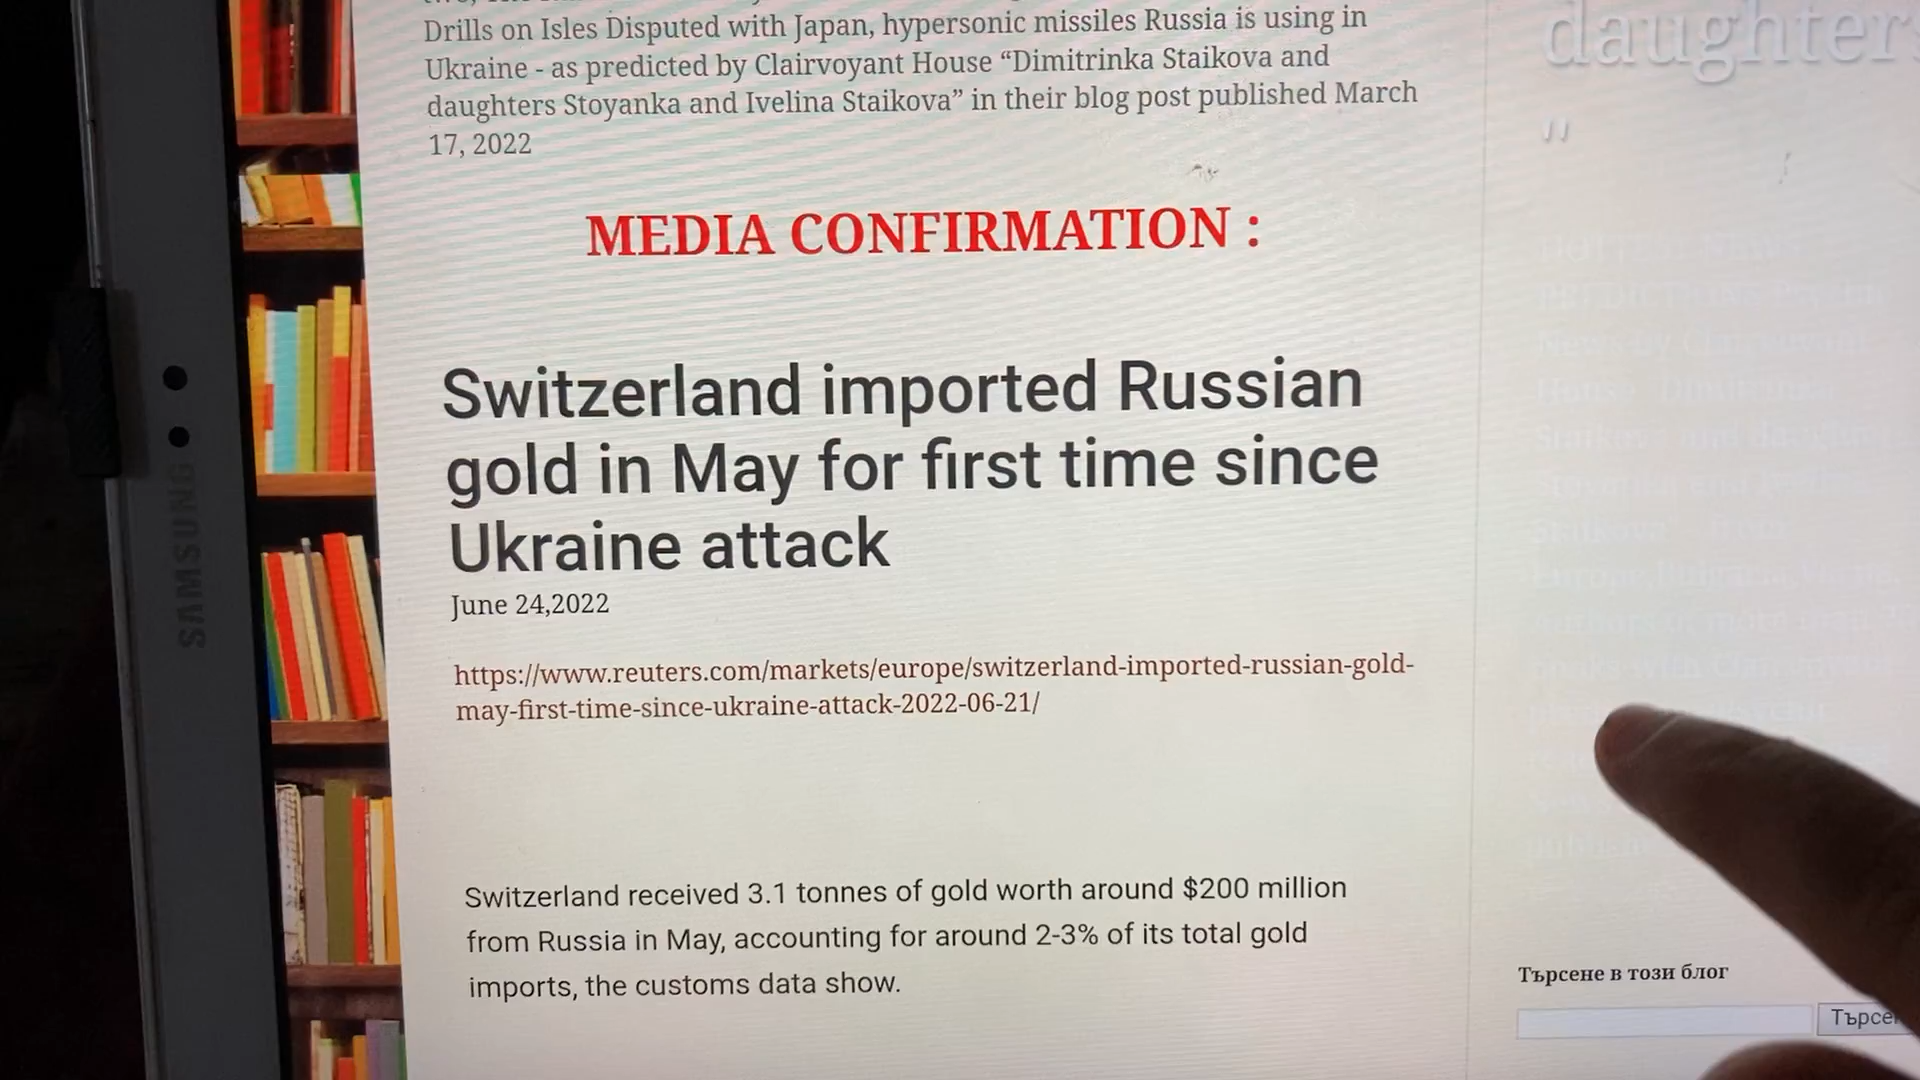 Drills on Isles Disputed with Japan, hypersonic missiles Russia is using in
Ukraine - as predicted by Clairvoyant House “Dimitrinka Staikova and
daughters Stoyanka and Ivelina Staikova” in their blog post published March
17, 2022
MEDIA CONFIRMATION :
Switzerland imported Russian
gold in May for first time since
Ukraine attack
June 24,2022
https://www.reuters.com/markets/europe/switzerland-imported-russian-gold-
may-first-time-since-ukraine-attack-2022-06-21/
Switzerland received 3.1 tonnes of gold worth around $200 million
from Russia in May, accounting for around 2-3% of its total gold
imports, the customs data show.
daughters
"
Търсене в този блог
SAMSUNG